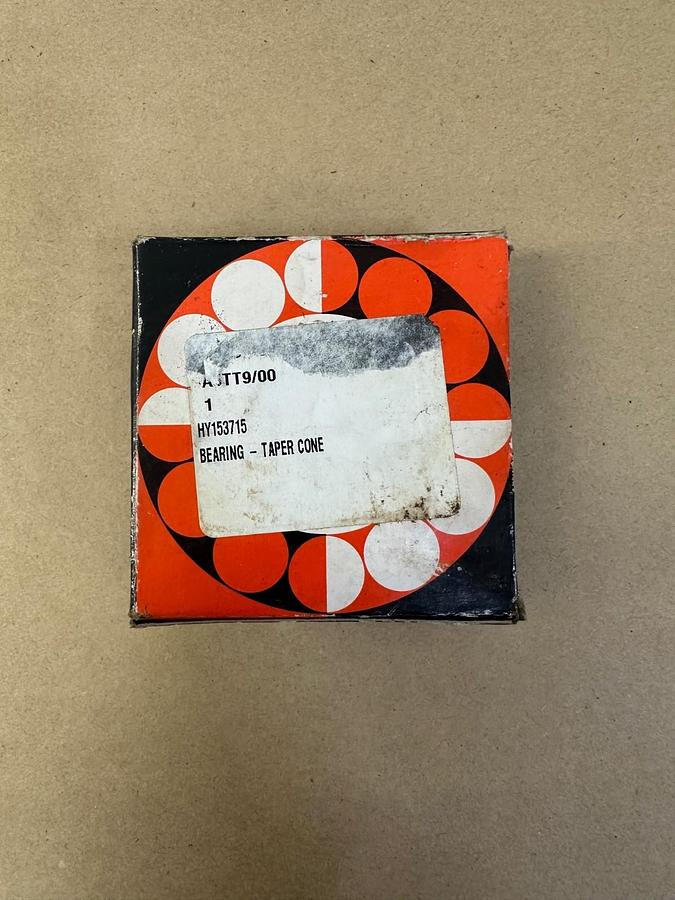 1
HY153715
BEARING - TAPER CONE